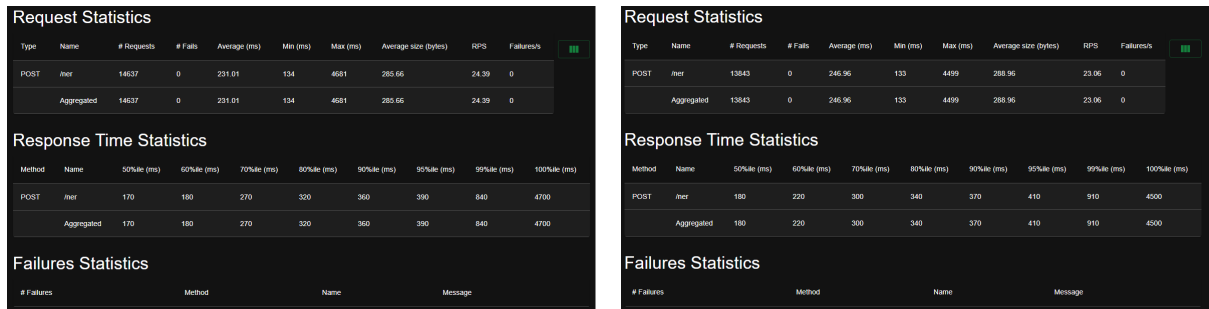 Request Statistics
Type Name # Requests # Fails Average (ms) Min (ms) Max (ms) Average size (bytes) RPS Failures/s
POST /ner 14637 0 231.01 134 4681 285.66 24.39 0
Aggregated 14637 0 231.01 134 4681 285.66 24.39 0
Response Time Statistics
Method Name 50%ile (ms) 60%ile (ms) 70%ile (ms) 80%ile (ms) 90%ile (ms) 95%ile (ms) 99%ile (ms) 100%ile (ms)
POST /ner 170 180 270 320 360 390 840 4700
Aggregated 170 180 270 320 360 390 840 4700
Failures Statistics
# Failures Method Name Message
Request Statistics
Type Name # Requests # Fails Average (ms) Min (ms) Max (ms) Average size (bytes) RPS Failures/s
POST /ner 13843 0 246.96 133 4499 288.96 23.06 0
Aggregated 13843 0 246.96 133 4499 288.96 23.06 0
Response Time Statistics
Method Name 50%ile (ms) 60%ile (ms) 70%ile (ms) 80%ile (ms) 90%ile (ms) 95%ile (ms) 99%ile (ms) 100%ile (ms)
POST /ner 180 220 300 340 370 410 910 4500
Aggregated 180 220 300 340 370 410 910 4500
Failures Statistics
# Failures Method Name Message